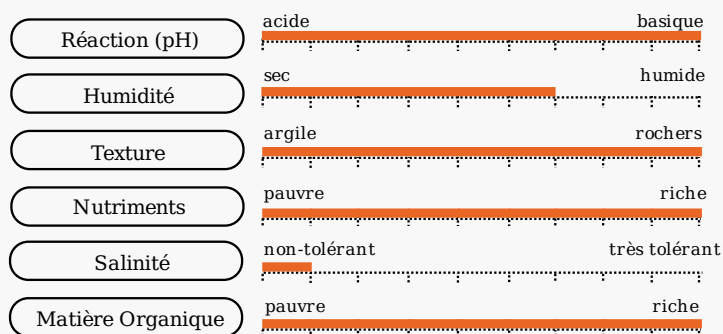 acide basique
Réaction (pH)
sec humide
Humidité
argile rochers
Texture
pauvre riche
Nutriments
non-tolérant très tolérant
Salinité
pauvre riche
Matière Organique